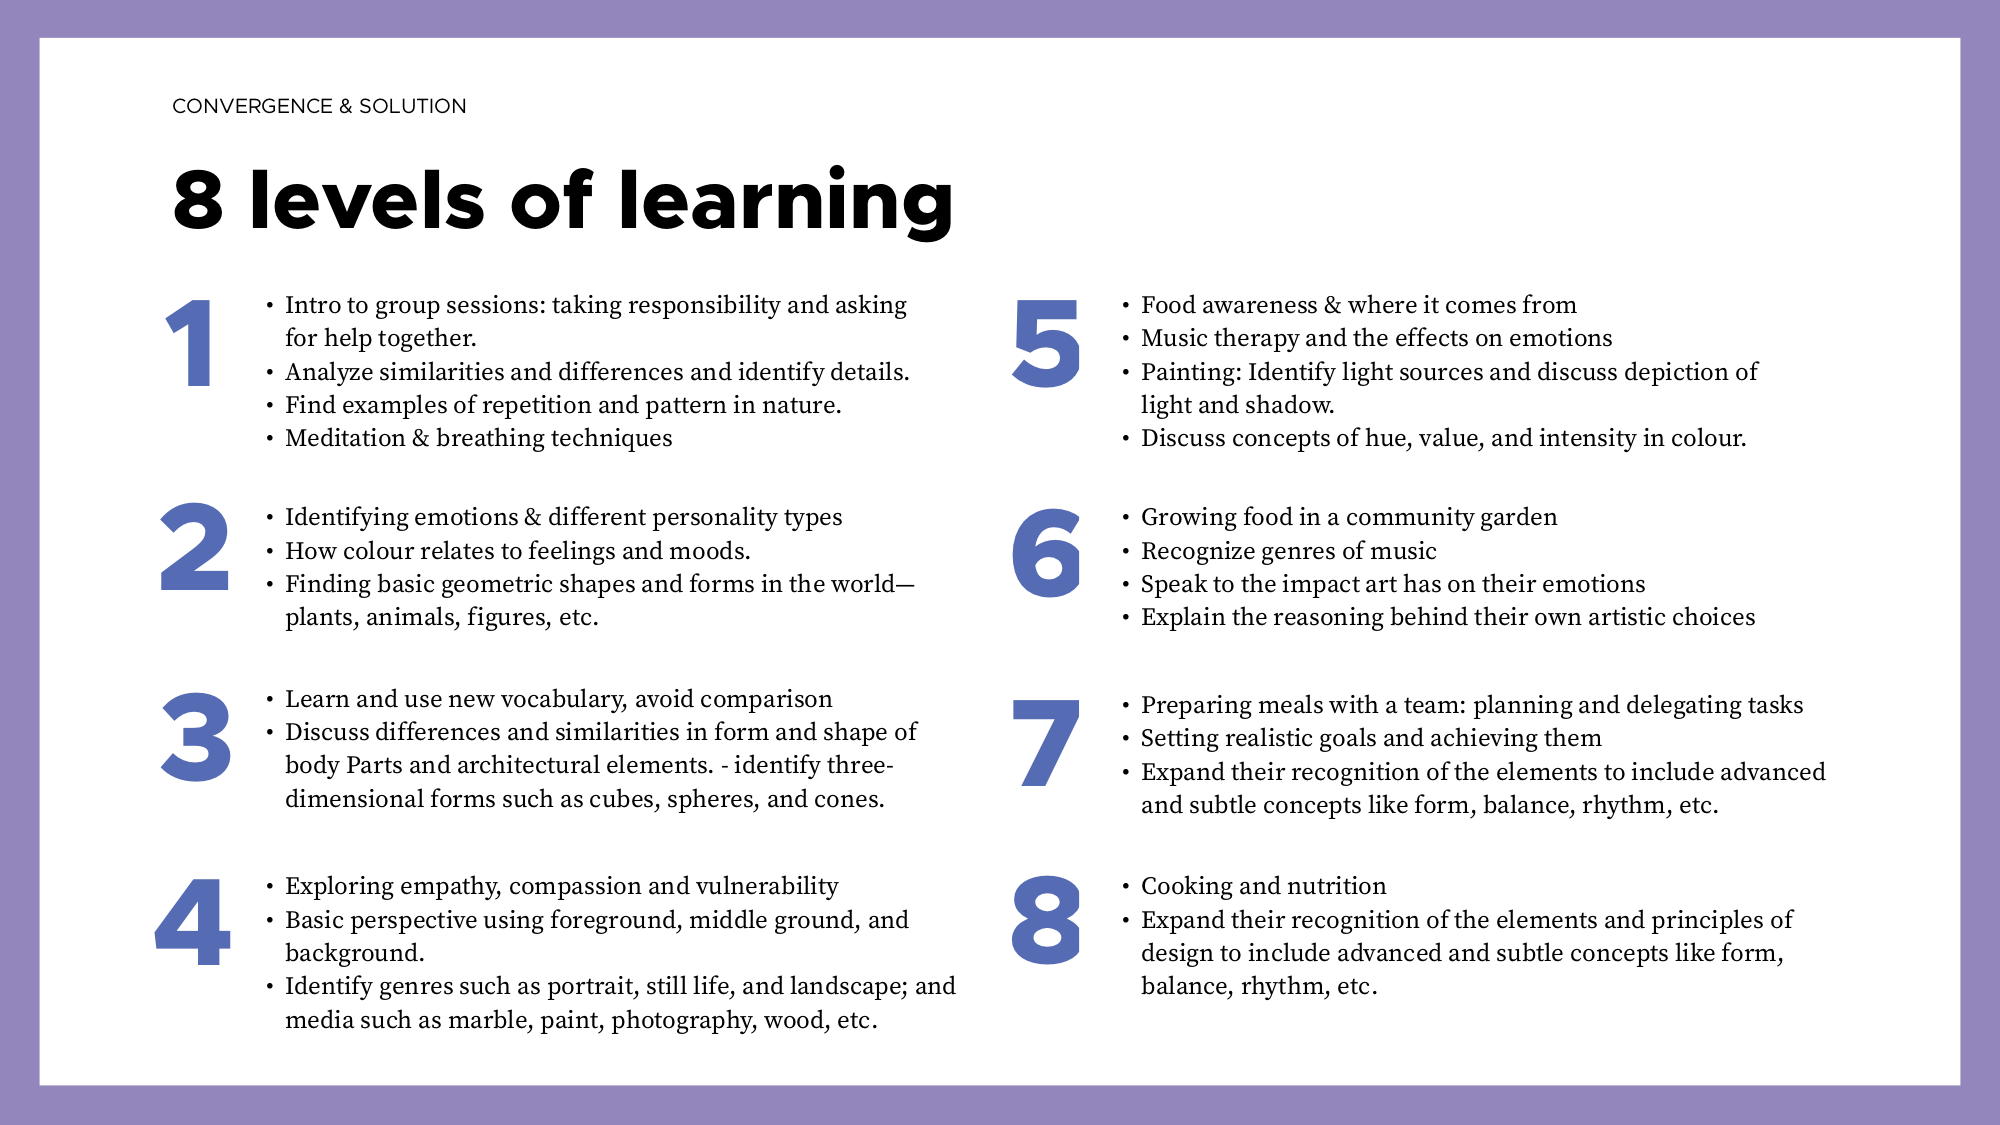 CONVERGENCE & SOLUTION
8 levels of learning
1
• Intro to group sessions: taking responsibility and asking
for help together.
• Analyze similarities and differences and identify details.
• Find examples of repetition and pattern in nature.
• Meditation & breathing techniques
2
• Identifying emotions & different personality types
• How colour relates to feelings and moods.
• Finding basic geometric shapes and forms in the world—
plants, animals, figures, etc.
3
• Learn and use new vocabulary, avoid comparison
• Discuss differences and similarities in form and shape of
body Parts and architectural elements. - identify three-
dimensional forms such as cubes, spheres, and cones.
4
• Exploring empathy, compassion and vulnerability
• Basic perspective using foreground, middle ground, and
background.
• Identify genres such as portrait, still life, and landscape; and
media such as marble, paint, photography, wood, etc.
5
• Food awareness & where it comes from
• Music therapy and the effects on emotions
• Painting: Identify light sources and discuss depiction of
light and shadow.
• Discuss concepts of hue, value, and intensity in colour.
6
• Growing food in a community garden
• Recognize genres of music
• Speak to the impact art has on their emotions
• Explain the reasoning behind their own artistic choices
7
• Preparing meals with a team: planning and delegating tasks
• Setting realistic goals and achieving them
• Expand their recognition of the elements to include advanced
and subtle concepts like form, balance, rhythm, etc.
8
• Cooking and nutrition
• Expand their recognition of the elements and principles of
design to include advanced and subtle concepts like form,
balance, rhythm, etc.